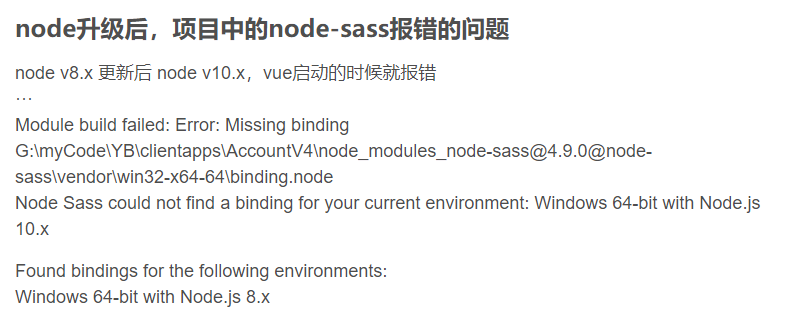 node升级后，项目中的node-sass报错的问题
node v8.x 更新后 node v10.x，vue启动的时候就报错
…
Module build failed: Error: Missing binding
G:\myCode\YB\clientapps\AccountV4\node_modules_node-sass@4.9.0@node-
sass\vendor\win32-x64-64\binding.node
Node Sass could not find a binding for your current environment: Windows 64-bit with Node.js
10.x
Found bindings for the following environments:
Windows 64-bit with Node.js 8.x